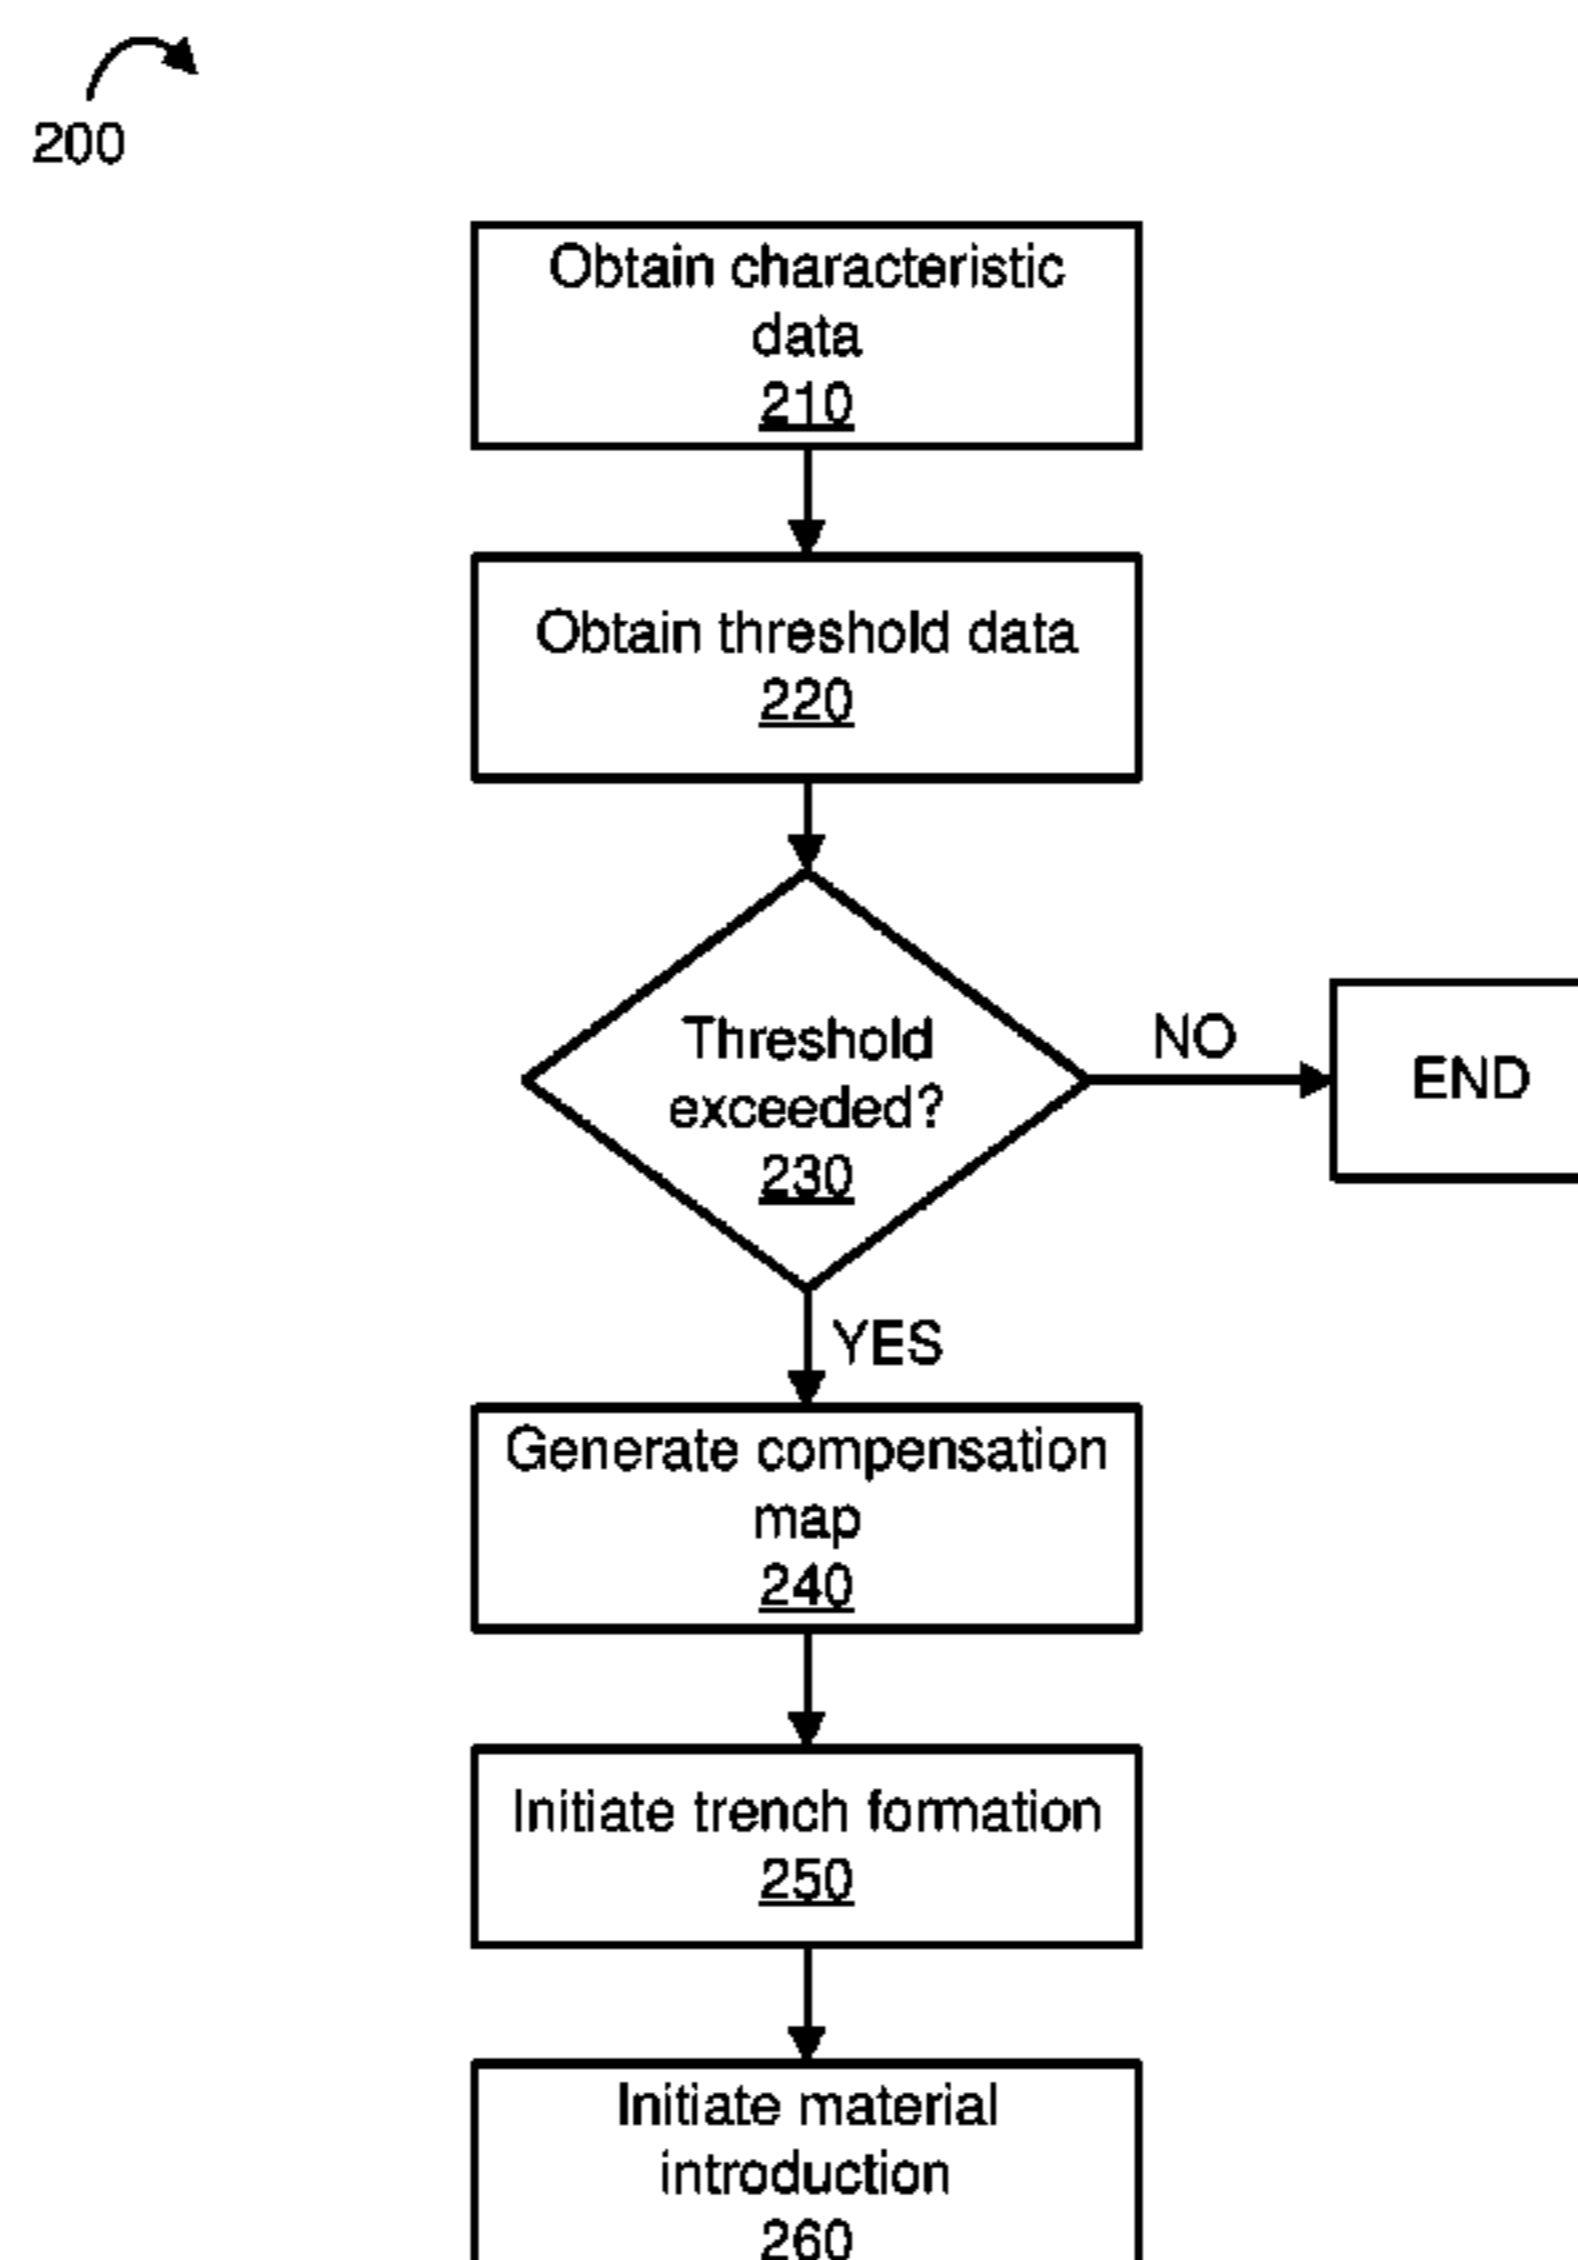 200
Obtain characteristic
data
210
Obtain threshold data
220
Threshold
exceeded?
230
NO
END
YES
Generate compensation
map
240
Initiate trench formation
250
Initiate material
introduction
260